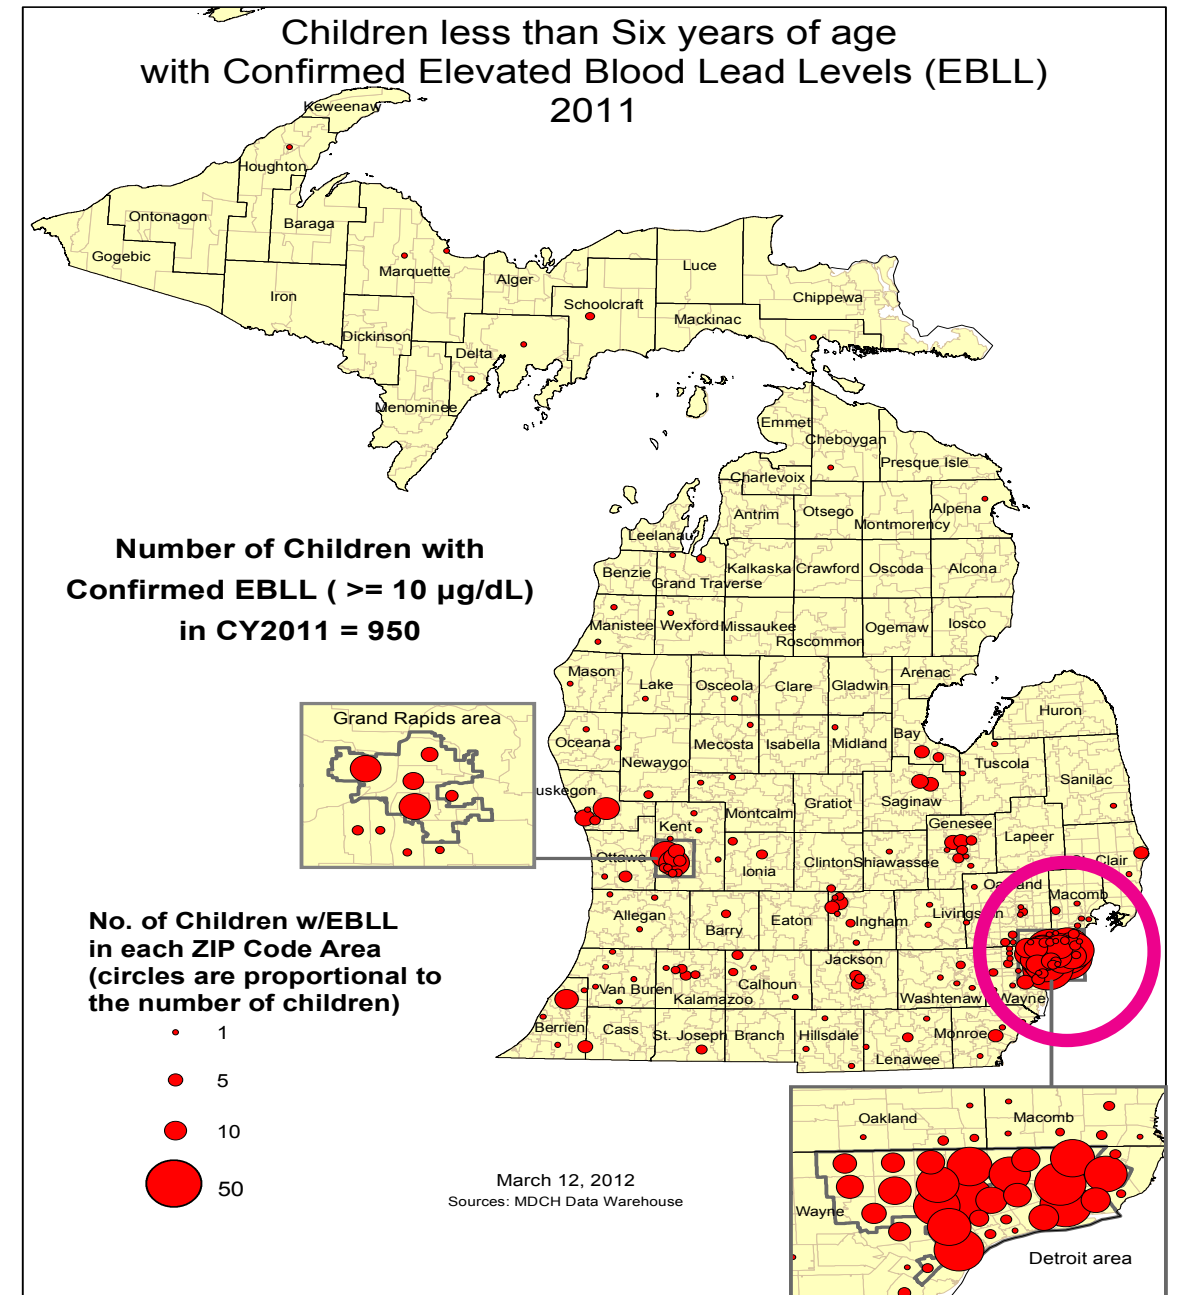 Children less than Six years of age
with Confirmed Elevated Blood Lead Levels (EBLL)
2011
Keweenaw
Houghton
Ontonagon
Baraga
Gogebic
Marquette
Alger
Luce
Iron
Schoolcraft
Chippewa
Mackinac
Dickinson
Delta
Menominee
Emmet
Cheboygan
Presque Isle
Charlevoix
Antrim
Otsego
Montmorency
Alpena
Leelanau
Number of Children with
Confirmed EBLL ( >= 10 µg/dL)
in CY2011 = 950
Benzie
Grand Traverse
Kalkaska
Crawford
Oscoda
Alcona
Manistee
Wexford
Missaukee
Roscommon
Ogemaw
Iosco
Mason
Lake
Osceola
Clare
Gladwin
Arenac
Huron
Grand Rapids area
Oceana
Newaygo
Mecosta
Isabella
Midland
Bay
Tuscola
Sanilac
uskegon
Montcalm
Gratiot
Saginaw
Genesee
Lapeer
Kent
Ottawa
Ionia
Clinton
Shiawassee
St. Clair
Oakland
Macomb
Allegan
Barry
Eaton
Ingham
Livingston
No. of Children w/EBLL
in each ZIP Code Area
(circles are proportional to
the number of children)
1
5
10
50
Van Buren
Kalamazoo
Calhoun
Jackson
Washtenaw
Wayne
Berrien
Cass
St. Joseph
Branch
Hillsdale
Lenawee
Monroe
March 12, 2012
Sources: MDCH Data Warehouse
Oakland
Macomb
Wayne
Detroit area